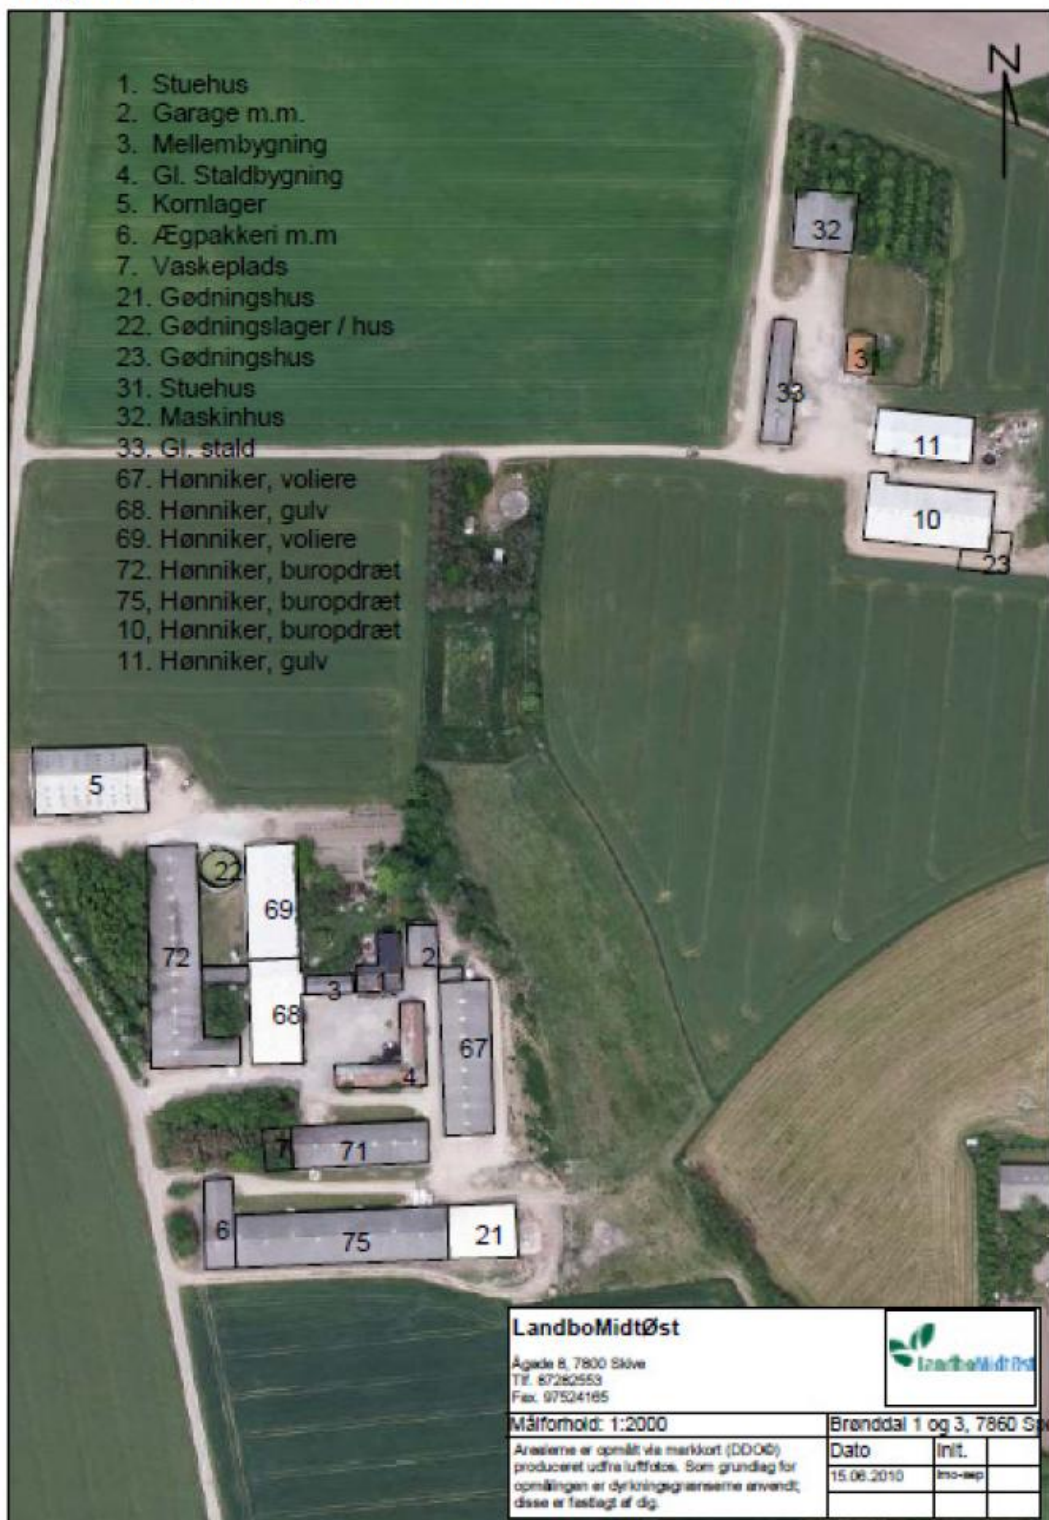 N
1. Stuehus
2. Garage m.m.
3. Mellembygning
4. Gl. Staldbygning
5. Kornlager
6. Ægpakkeri m.m
7. Vaskeplads
21. Gødningshus
22. Gødningslager / hus
23. Gødningshus
31. Stuehus
32. Maskinhus
33. Gl. stald
67. Hønniker, voliere
68. Hønniker, gulv
69. Hønniker, voliere
72. Hønniker, buropdræt
75, Hønniker, buropdræt
10, Hønniker, buropdræt
11. Hønniker, gulv
32
31
33
11
10
23
5
22
69
72
2
3
68
67
4
7
71
6
75
21
LandboMidtØst
Ågade 8, 7800 Skive
Tlf. 87282553
Fax. 97524165
LandboMidtØst
Målforhold: 1:2000
Brønddal 1 og 3, 7860
Arealerne er opmålt via markkort (DDO©)
produceret udfra luftfotos. Som grundlag for
opmålingen er dyrkningsgrænserne anvendt;
disse er fastlagt af dig.
Dato
Init.
15.06.2010